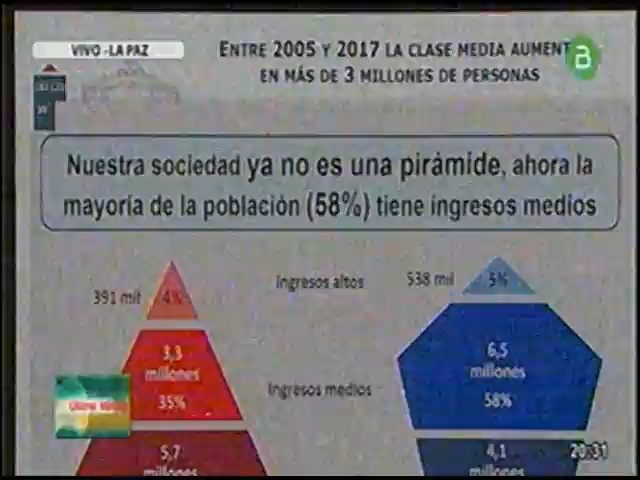 VIVO - LA PAZ
ENTRE 2005 Y 2017 LA CLASE MEDIA AUMENT
EN MÁS DE 3 MILLONES DE PERSONAS
B
Nuestra sociedad ya no es una pirámide, ahora la
mayoría de la población (58%) tiene ingresos medios
391 mil
4%
Ingresos altos
538 mil
5%
3,3
millones
35%
Ingresos medios
6,5
millones
58%
5,7
millones
4,1
millones
20:31